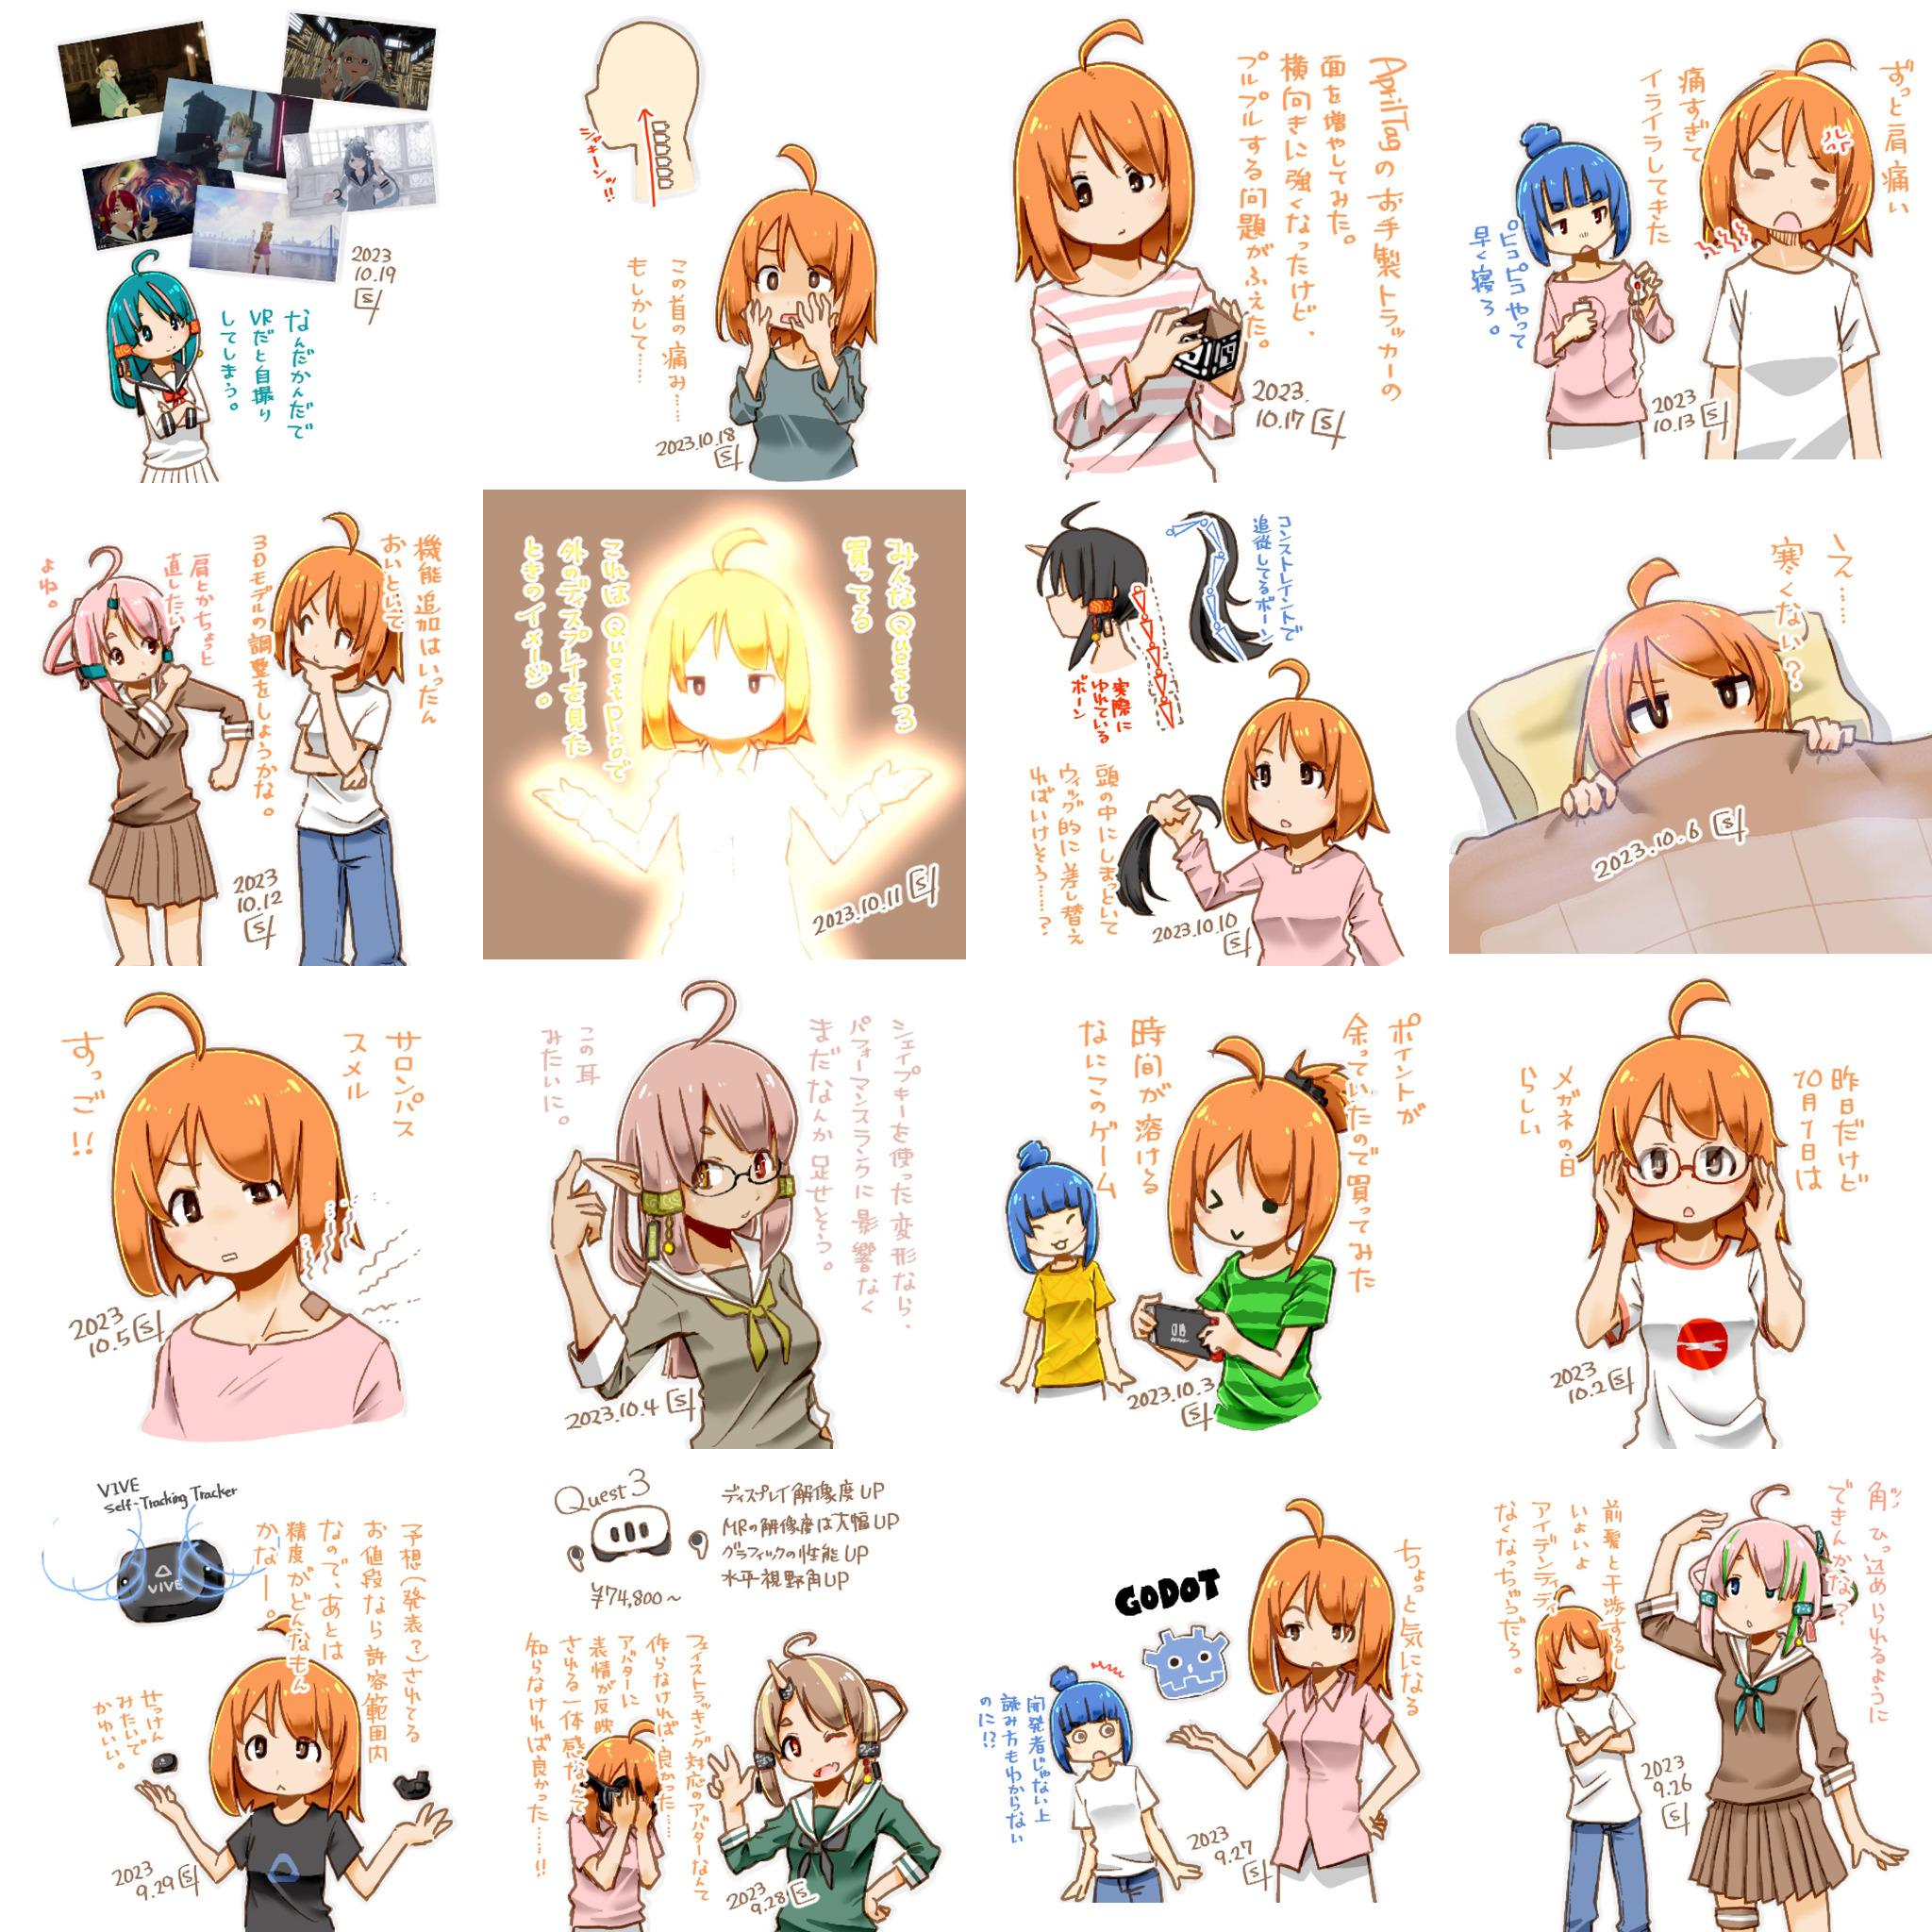 なんだかんだで
VRだと自撮り
してしまう。
2023
10.19
シャキーンッ!!
この首の痛み……
もしかして……
2023.10.18
AprilTagのお手製トラッカーの
面を増やしてみた。
横向きに強くなったけど、
プルプルする問題がふえた。
2023.
10.17
ずっと肩痛い
痛すぎて
イライラしてきた
ピコピコやって
早く寝ろ。
2023
10.13
機能追加はいったん
おいといて
3Dモデルの調整をしようかな。
肩とかちょっと
直したい
よね。
2023
10.12
みんなQuest3
買ってる
これはQuestProで
外のディスプレイを見た
ときのイメージ。
2023.10.11
コンストレイントで
追従してるボーン
実際に
ゆれている
ボーン
頭の中にしまっといて
ウィッグ的に差し替え
ればいけそう……?
2023.10.10
え……
寒くない?
2023.10.6
サロンパス
スメル
すっご!!
2023
10.5
シェイプキーを使った変形なら、
パフォーマンスランクに影響なく
まだなんか足せそう。
この耳
みたいに。
2023.10.4
ポイントが
余っていたので買ってみた
時間が溶ける
なにこのゲーム
2023.10.3
昨日だけど
10月1日は
メガネの日
らしい
2023
10.2
VIVE
Self-Tracking Tracker
VIVE
予想(発表?)されてる
お値段なら許容範囲内
なので、あとは
精度がどんなもん
かなー。
せっけん
みたいで
かわいい。
2023
9.29
Quest3
¥74,800~
ディスプレイ解像度UP
MRの解像度は大幅UP
グラフィックの性能UP
水平視野角UP
フェイストラッキング対応のアバターなんて
作らなければ良かった……
アバターに
表情が反映
される一体感なんて
知らなければ良かった……!!
2023
9.28
ちょっと気になる
GODOT
開発者じゃない上
読み方もわからない
のに!?
2023
9.27
角ひっ込められるように
できんかな?
前髪と干渉するし
いよいよ
アイデンティティ
なくなっちゃうだろ。
2023
9.26